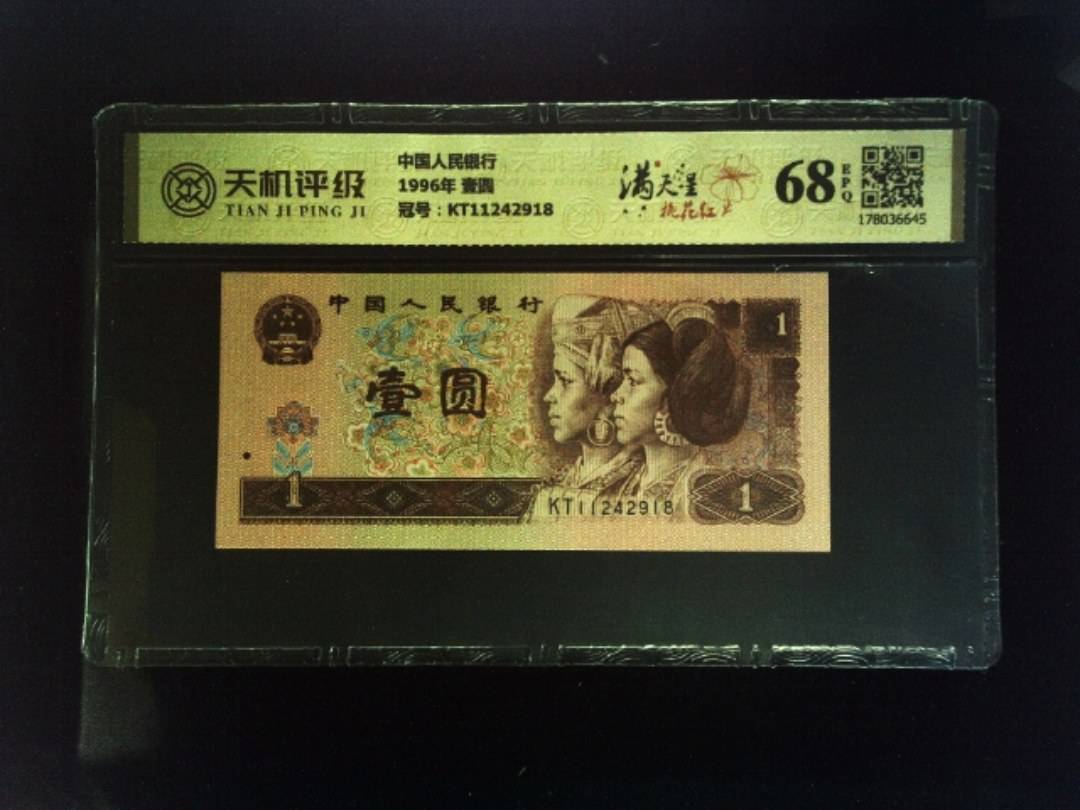 天机评级
TIAN JI PING JI
中国人民银行
1996年 壹圆
冠号：KT11242918
满天星
桃花红
68
EPQ
178036645
中国人民银行
1
壹圆
1
KT11242918
1